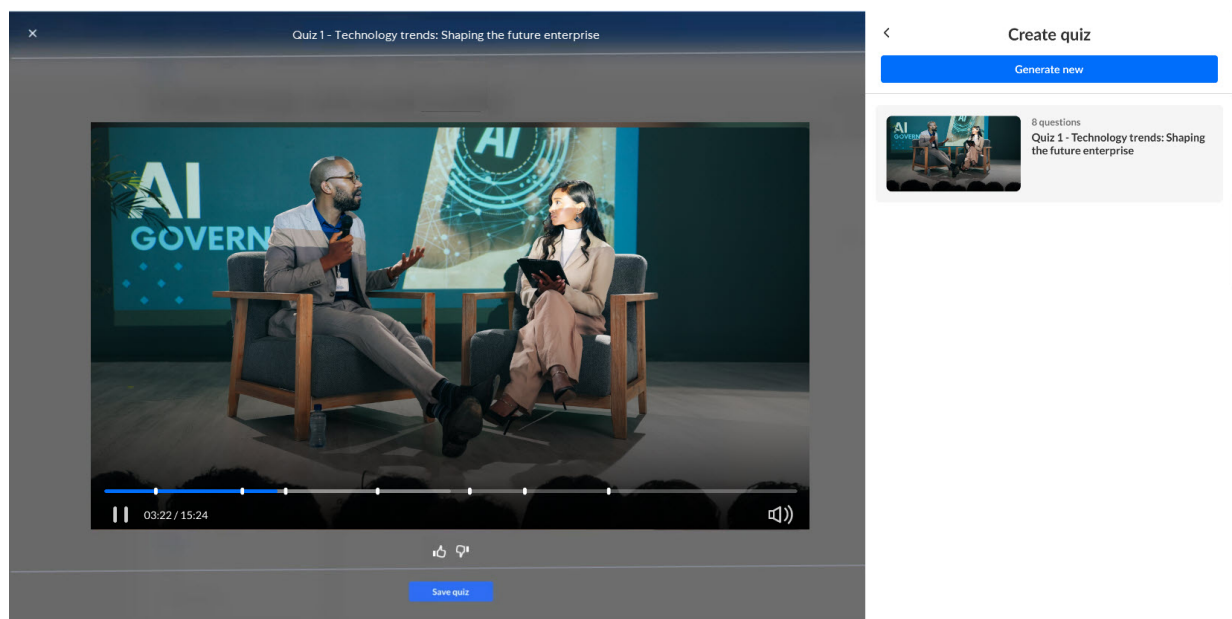 Quiz 1 - Technology trends: Shaping the future enterprise
AI
AI
GOVERN
03:22 / 15:24
Save quiz
Create quiz
Generate new
AI
8 questions
Quiz 1 - Technology trends: Shaping
the future enterprise